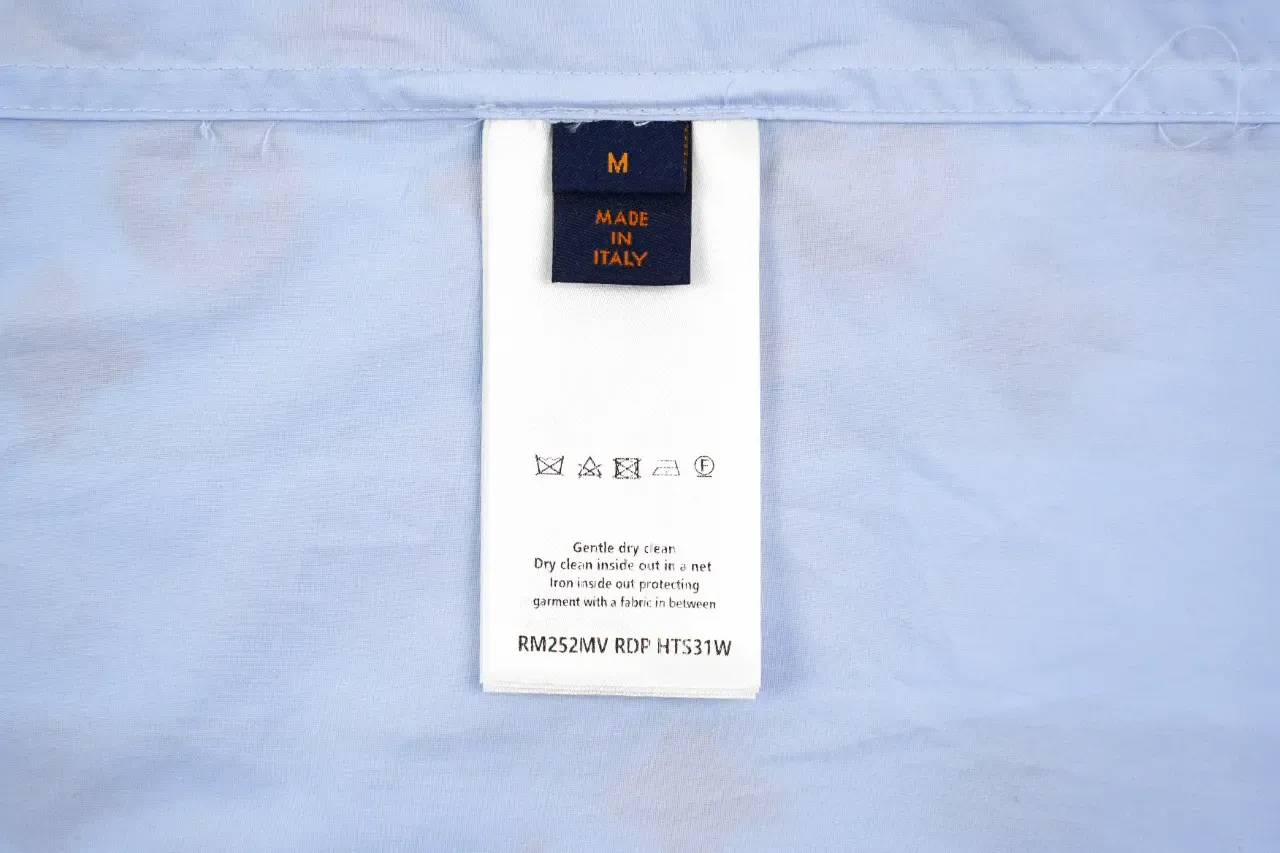 M
MADE
IN
ITALY
F
Gentle dry clean
Dry clean inside out in a net
Iron inside out protecting
garment with a fabric in between
RM252MV RDP HTS31W